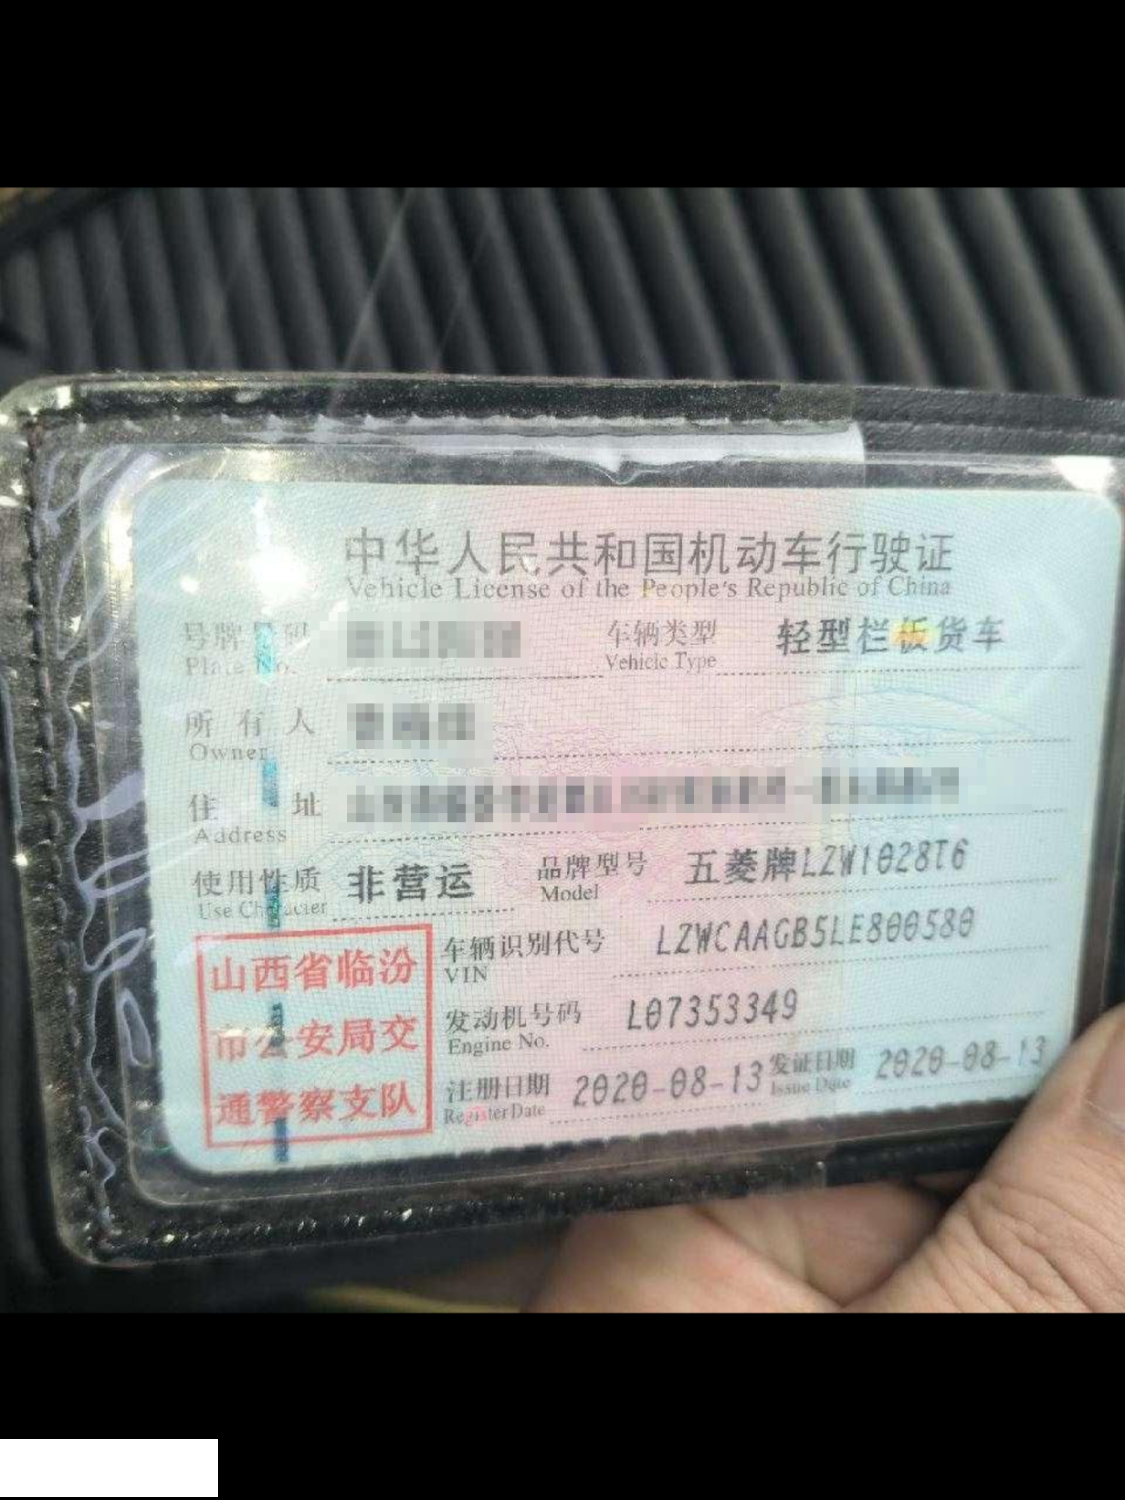 中华人民共和国机动车行驶证
Vehicle License of the People's Republic of China
号牌号码 车辆类型 轻型栏板货车
Plate No. Vehicle Type
所有人
Owner
住址
Address
使用性质 非营运 品牌型号 五菱牌LZW1028T6
Use Character Model
山西省临汾
市公安局交
通警察支队
车辆识别代号 LZWCAAGB5LE800580
VIN
发动机号码 L07353349
Engine No.
注册日期 2020-08-13 发证日期 2020-08-13
Register Date Issue Date